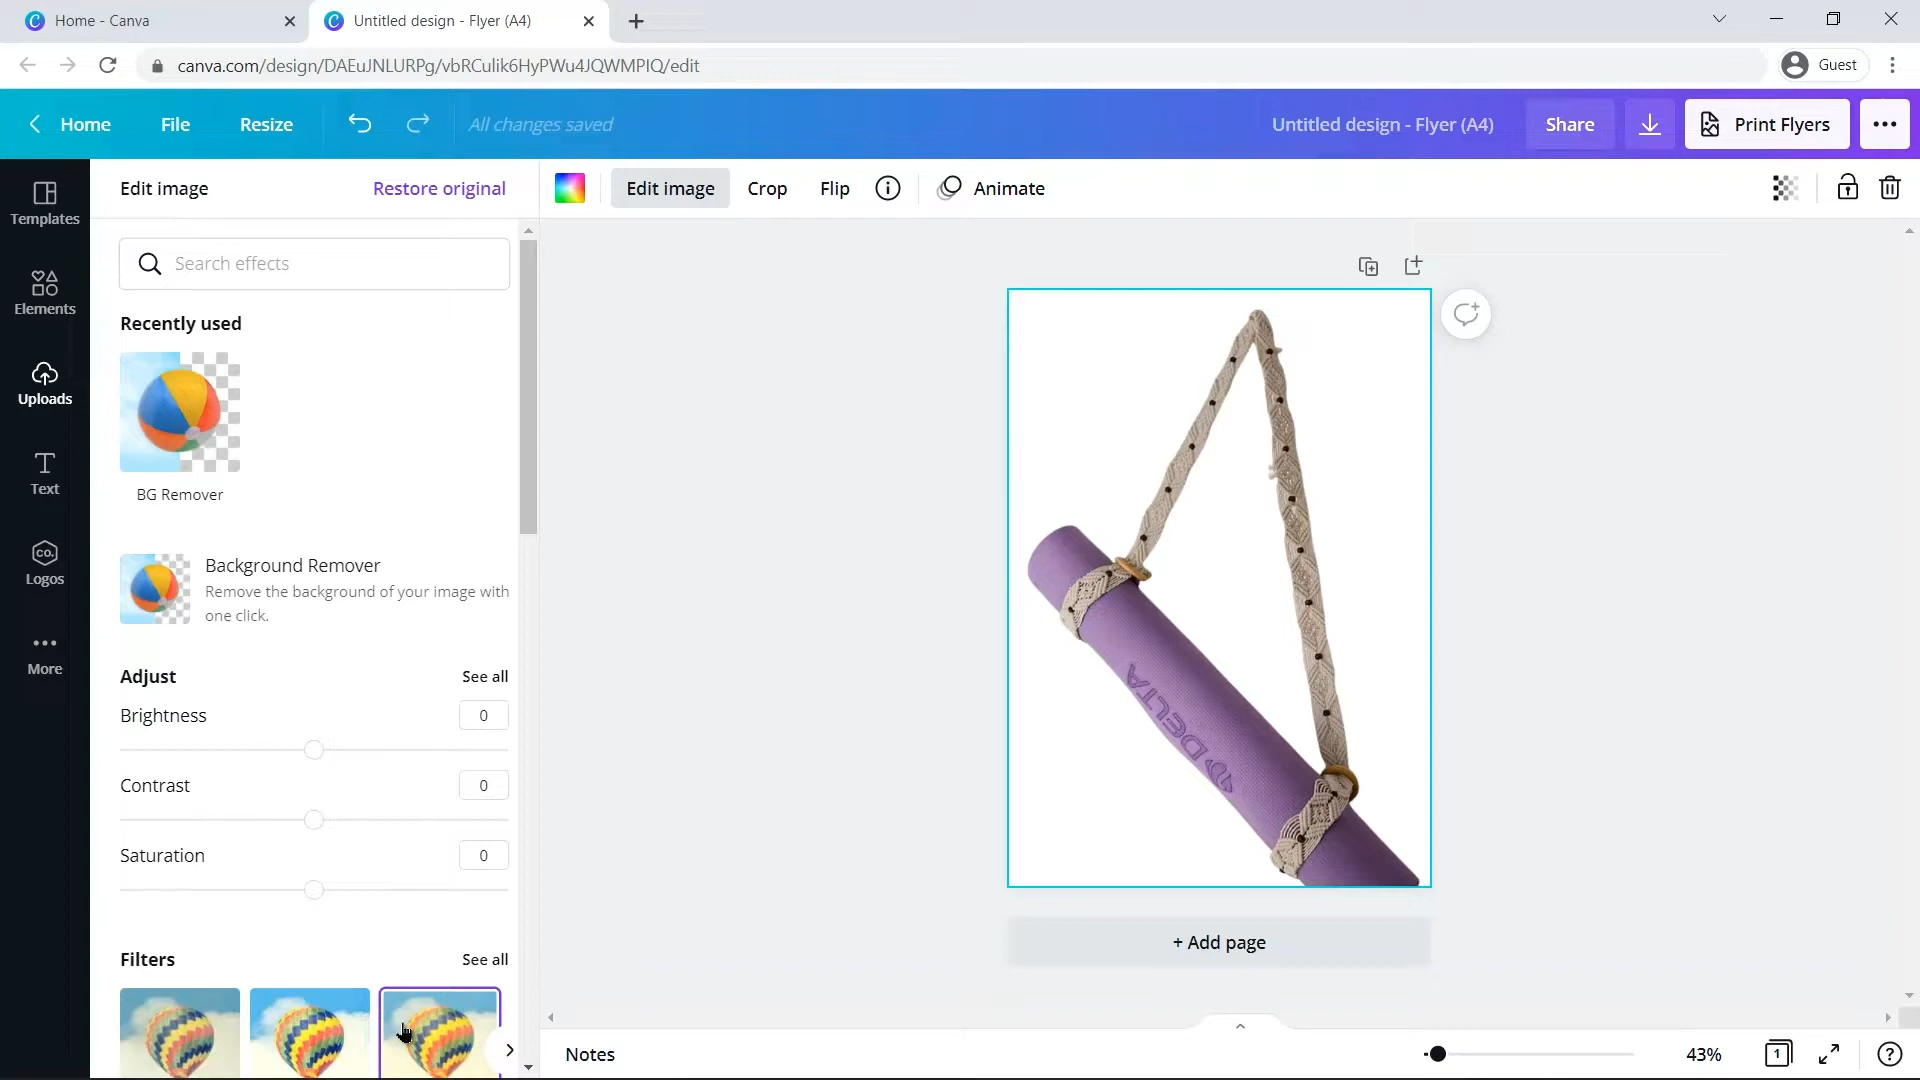 Home - Canva
Untitled design - Flyer (A4)
canva.com/design/DAEuJNLURPg/vbRCulik6HyPWu4JQWMPIQ/edit
Guest
Home
File
Resize
All changes saved
Untitled design - Flyer (A4)
Share
Print Flyers
Templates
Elements
Uploads
Text
CO.
Logos
More
Edit image
Restore original
Edit image
Crop
Flip
Animate
Search effects
Recently used
BG Remover
Background Remover
Remove the background of your image with
one click.
Adjust
See all
Brightness
0
Contrast
0
Saturation
0
Filters
See all
DELTA
+ Add page
Notes
43%
1